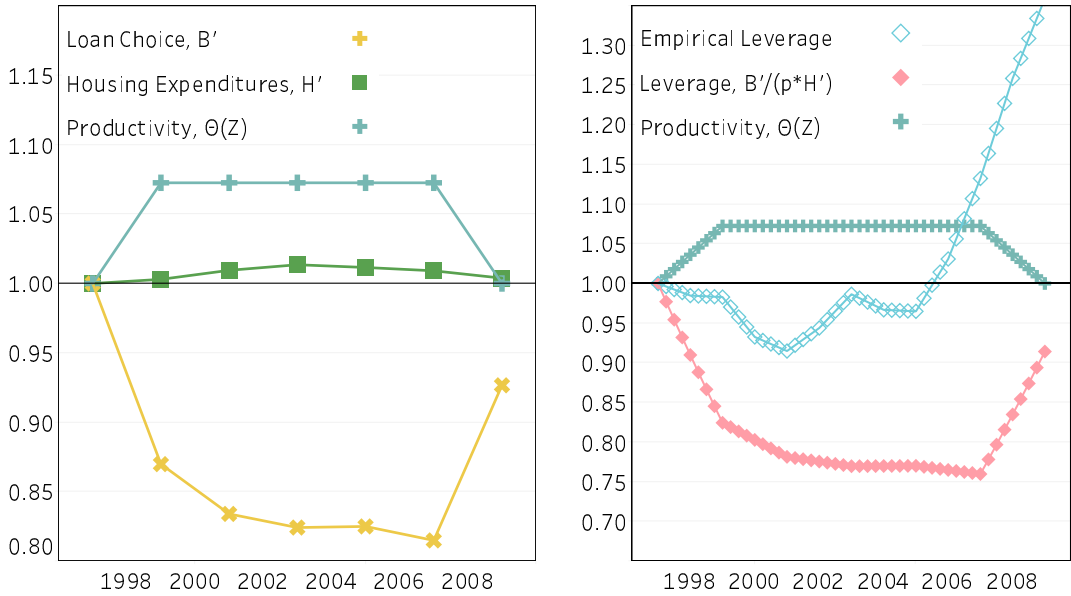 Loan Choice, B′
Housing Expenditures, H′
Productivity, Θ(Z)
1.15
1.10
1.05
1.00
0.95
0.90
0.85
0.80
1998 2000 2002 2004 2006 2008
Empirical Leverage
Leverage, B′/(p*H′)
Productivity, Θ(Z)
1.30
1.25
1.20
1.15
1.10
1.05
1.00
0.95
0.90
0.85
0.80
0.75
0.70
1998 2000 2002 2004 2006 2008